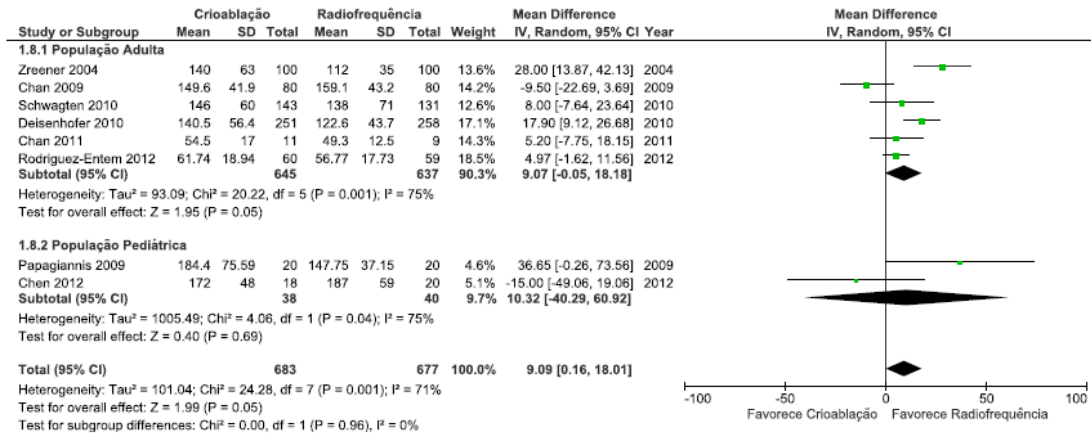 Crioablação Radiofrequência Mean Difference Mean Difference
Study or Subgroup Mean SD Total Mean SD Total Weight IV, Random, 95% CI Year IV, Random, 95% CI
1.8.1 População Adulta
Zreener 2004 140 63 100 112 35 100 13.6% 28.00 [13.87, 42.13] 2004
Chan 2009 149.6 41.9 80 159.1 43.2 80 14.2% -9.50 [-22.69, 3.69] 2009
Schwagten 2010 146 60 143 138 71 131 12.6% 8.00 [-7.64, 23.64] 2010
Deisenhofer 2010 140.5 56.4 251 122.6 43.7 258 17.1% 17.90 [9.12, 26.68] 2010
Chan 2011 54.5 17 11 49.3 12.5 9 14.3% 5.20 [-7.75, 18.15] 2011
Rodriguez-Entem 2012 61.74 18.94 60 56.77 17.73 59 18.5% 4.97 [-1.62, 11.56] 2012
Subtotal (95% CI) 645 637 90.3% 9.07 [-0.05, 18.18]
Heterogeneity: Tau² = 93.09; Chi² = 20.22, df = 5 (P = 0.001); I² = 75%
Test for overall effect: Z = 1.95 (P = 0.05)
1.8.2 População Pediátrica
Papagiannis 2009 184.4 75.59 20 147.75 37.15 20 4.6% 36.65 [-0.26, 73.56] 2009
Chen 2012 172 48 18 187 59 20 5.1% -15.00 [-49.06, 19.06] 2012
Subtotal (95% CI) 38 40 9.7% 10.32 [-40.29, 60.92]
Heterogeneity: Tau² = 1005.49; Chi² = 4.06, df = 1 (P = 0.04); I² = 75%
Test for overall effect: Z = 0.40 (P = 0.69)
Total (95% CI) 683 677 100.0% 9.09 [0.16, 18.01]
Heterogeneity: Tau² = 101.04; Chi² = 24.28, df = 7 (P = 0.001); I² = 71%
Test for overall effect: Z = 1.99 (P = 0.05)
Test for subgroup differences: Chi² = 0.00, df = 1 (P = 0.96), I² = 0%
-100 -50 0 50 100
Favorece Crioablação Favorece Radiofrequência